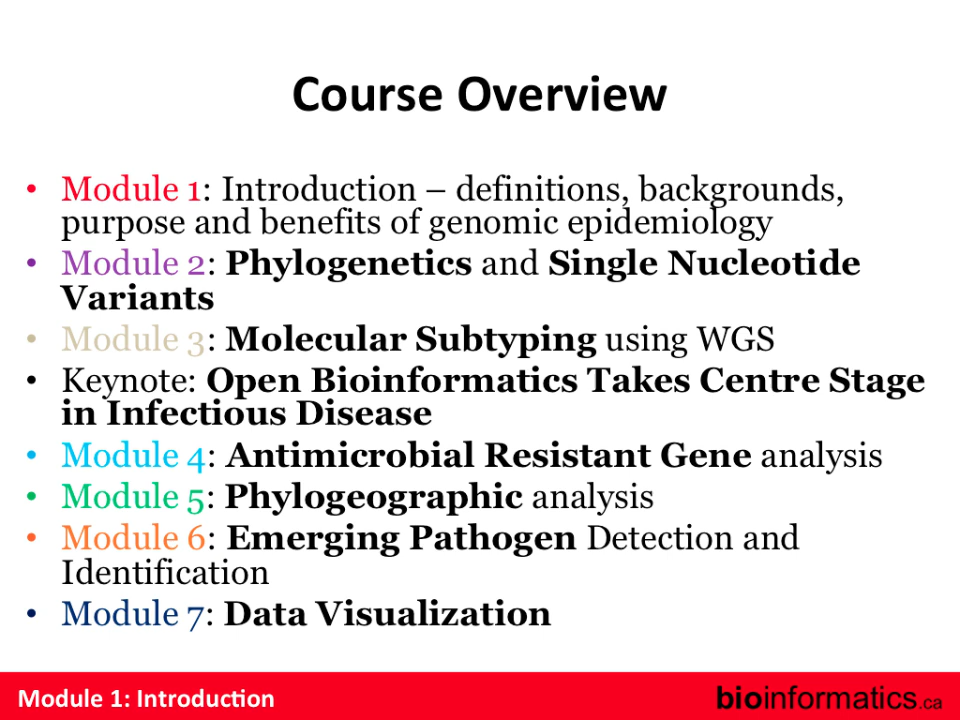 Course Overview
• Module 1: Introduction – definitions, backgrounds,
purpose and benefits of genomic epidemiology
• Module 2: Phylogenetics and Single Nucleotide
Variants
• Module 3: Molecular Subtyping using WGS
• Keynote: Open Bioinformatics Takes Centre Stage
in Infectious Disease
• Module 4: Antimicrobial Resistant Gene analysis
• Module 5: Phylogeographic analysis
• Module 6: Emerging Pathogen Detection and
Identification
• Module 7: Data Visualization
Module 1: Introduction
bioinformatics.ca